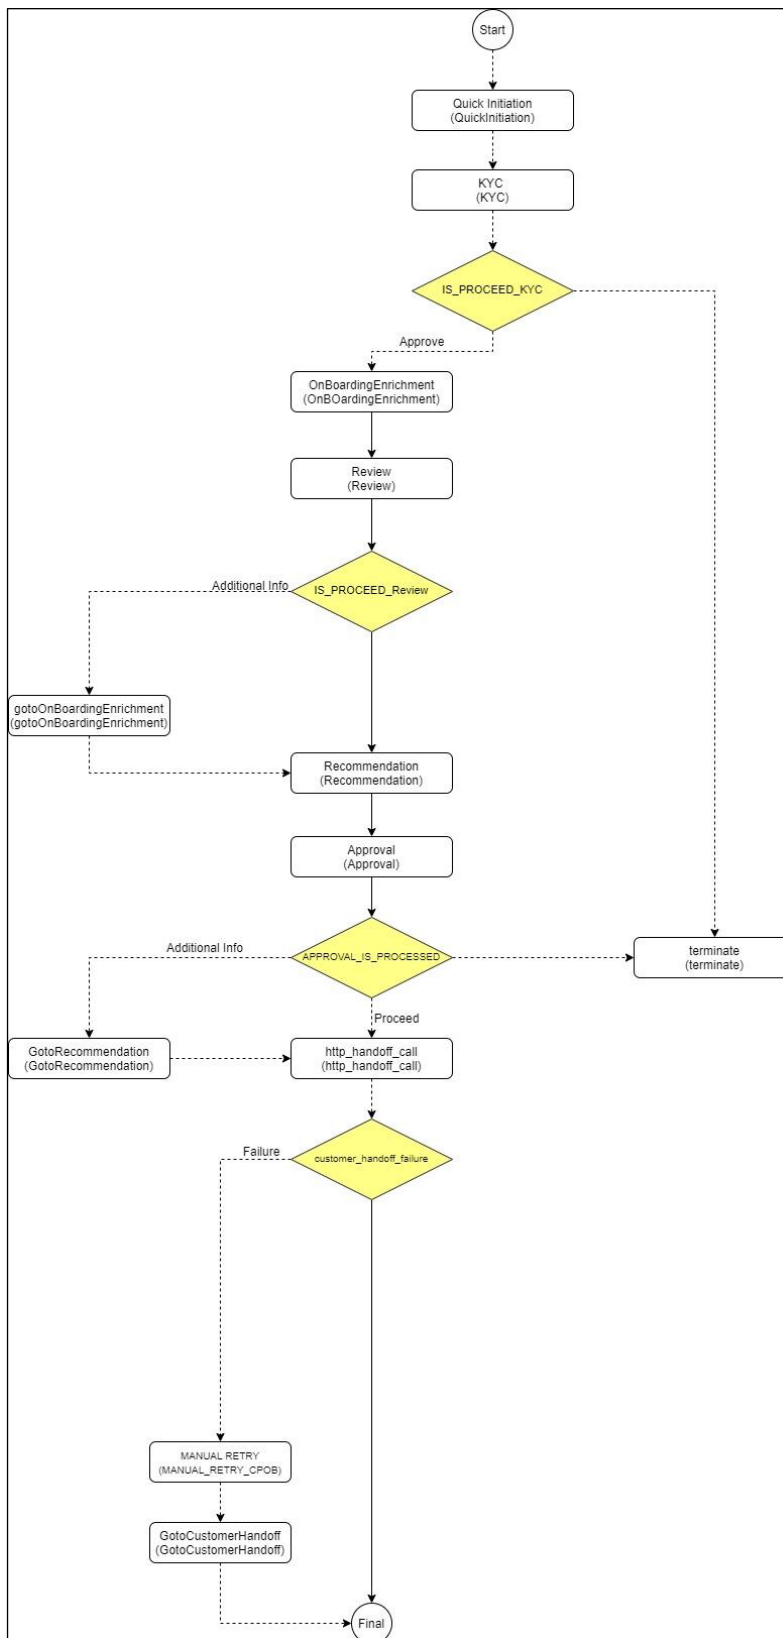 Start
Quick Initiation
(QuickInitiation)
KYC
(KYC)
IS_PROCEED_KYC
Approve
OnBoardingEnrichment
(OnBOardingEnrichment)
Review
(Review)
Additional Info
IS_PROCEED_Review
gotoOnBoardingEnrichment
(gotoOnBoardingEnrichment)
Recommendation
(Recommendation)
Approval
(Approval)
Additional Info
APPROVAL_IS_PROCESSED
terminate
(terminate)
Proceed
GotoRecommendation
(GotoRecommendation)
http_handoff_call
(http_handoff_call)
Failure
customer_handoff_failure
MANUAL RETRY
(MANUAL_RETRY_CPOB)
GotoCustomerHandoff
(GotoCustomerHandoff)
Final